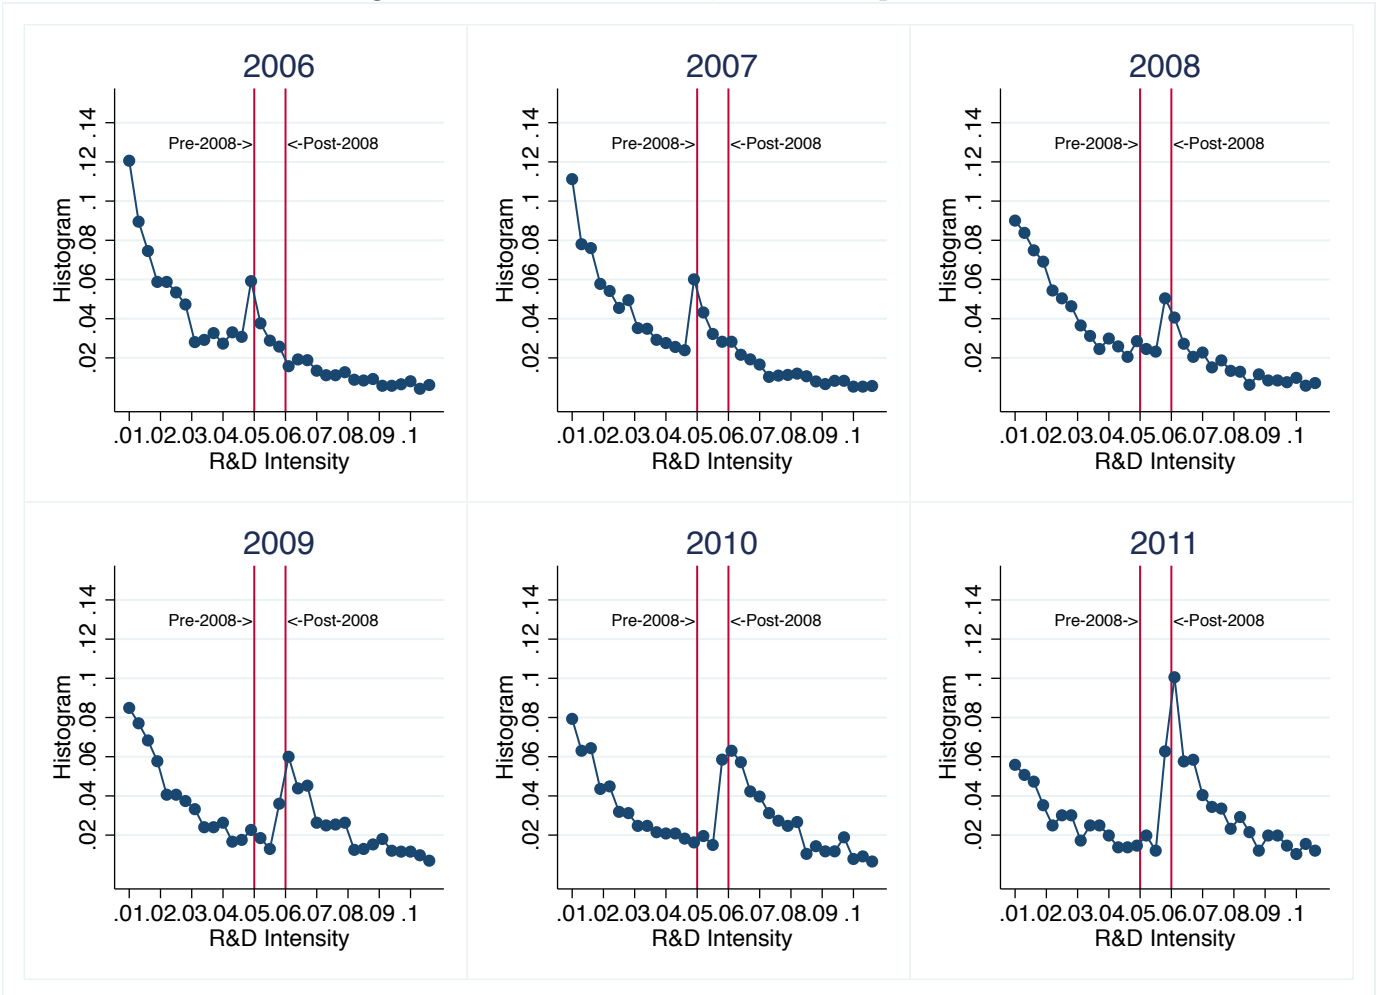 2006
Histogram
.02 .04 .06 .08 .1 .12 .14
Pre-2008->
<-Post-2008
.01 .02 .03 .04 .05 .06 .07 .08 .09 .1
R&D Intensity
2007
Histogram
.02 .04 .06 .08 .1 .12 .14
Pre-2008->
<-Post-2008
.01 .02 .03 .04 .05 .06 .07 .08 .09 .1
R&D Intensity
2008
Histogram
.02 .04 .06 .08 .1 .12 .14
Pre-2008->
<-Post-2008
.01 .02 .03 .04 .05 .06 .07 .08 .09 .1
R&D Intensity
2009
Histogram
.02 .04 .06 .08 .1 .12 .14
Pre-2008->
<-Post-2008
.01 .02 .03 .04 .05 .06 .07 .08 .09 .1
R&D Intensity
2010
Histogram
.02 .04 .06 .08 .1 .12 .14
Pre-2008->
<-Post-2008
.01 .02 .03 .04 .05 .06 .07 .08 .09 .1
R&D Intensity
2011
Histogram
.02 .04 .06 .08 .1 .12 .14
Pre-2008->
<-Post-2008
.01 .02 .03 .04 .05 .06 .07 .08 .09 .1
R&D Intensity